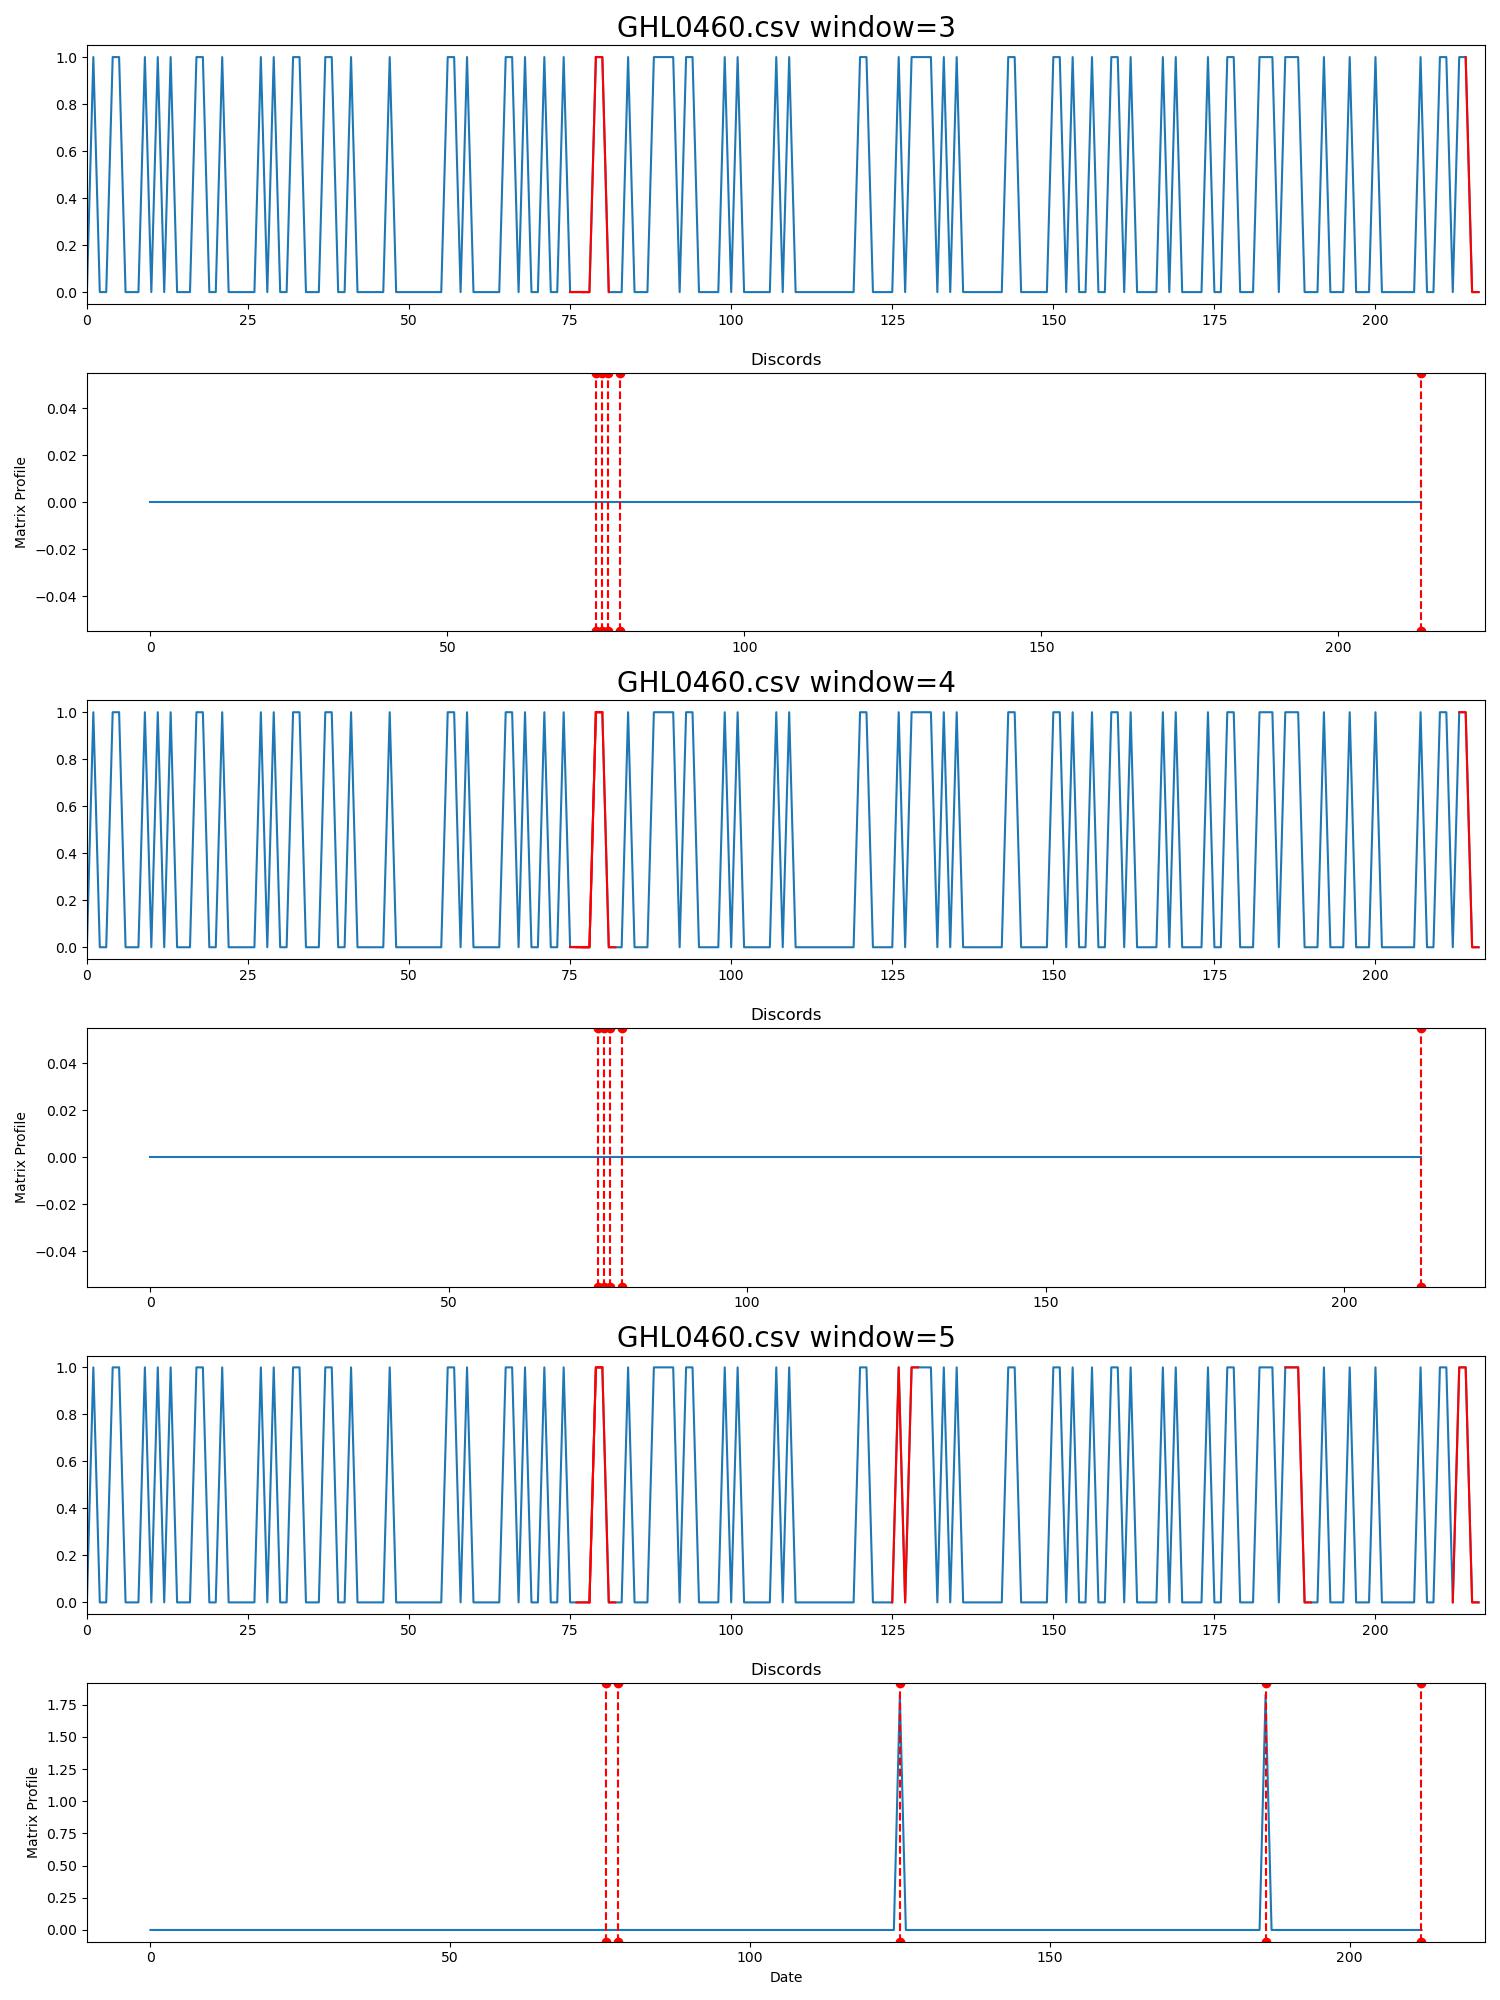 GHL0460.csv window=3
1.0
0.8
0.6
0.4
0.2
0.0
0 25 50 75 100 125 150 175 200
Discords
Matrix Profile
0.04
0.02
0.00
−0.02
−0.04
0 50 100 150 200
GHL0460.csv window=4
1.0
0.8
0.6
0.4
0.2
0.0
0 25 50 75 100 125 150 175 200
Discords
Matrix Profile
0.04
0.02
0.00
−0.02
−0.04
0 50 100 150 200
GHL0460.csv window=5
1.0
0.8
0.6
0.4
0.2
0.0
0 25 50 75 100 125 150 175 200
Discords
Matrix Profile
1.75
1.50
1.25
1.00
0.75
0.50
0.25
0.00
0 50 100 150 200
Date